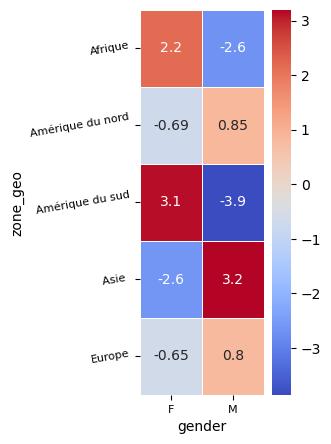 zone_geo
Afrique 2.2 -2.6
Amérique du nord -0.69 0.85
Amérique du sud 3.1 -3.9
Asie -2.6 3.2
Europe -0.65 0.8
F M
gender
3
2
1
0
−1
−2
−3